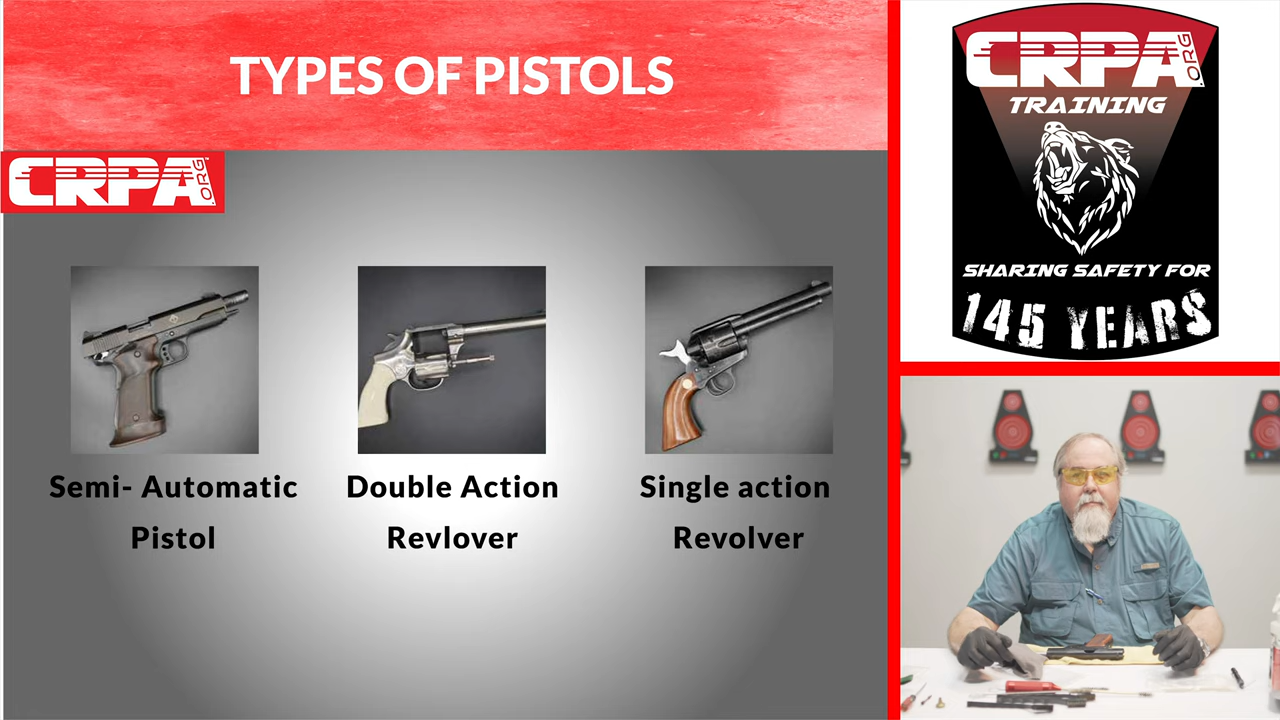 TYPES OF PISTOLS
CRPA.ORG
Semi- Automatic
Pistol
Double Action
Revlover
Single action
Revolver
CRPA.ORG
TRAINING
SHARING SAFETY FOR
145 YEARS